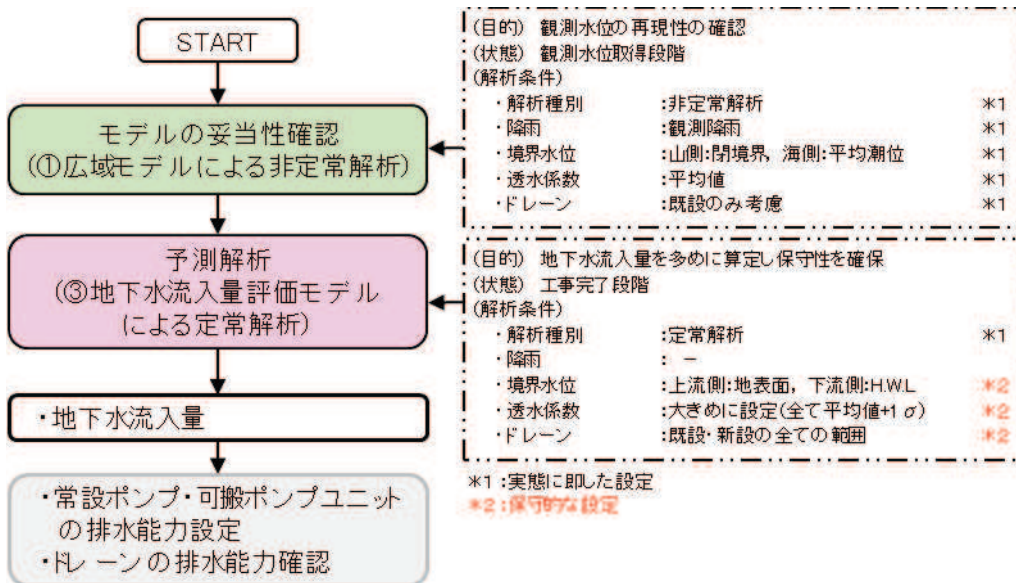 START
モデルの妥当性確認
(①広域モデルによる非定常解析)
予測解析
(③地下水流入量評価モデル
による定常解析)
・地下水流入量
・常設ポンプ・可搬ポンプユニット
の排水能力設定
・ドレーンの排水能力確認
(目的) 観測水位の再現性の確認
(状態) 観測水位取得段階
(解析条件)
・解析種別 :非定常解析 *1
・降雨 :観測降雨 *1
・境界水位 :山側:閉境界, 海側:平均潮位 *1
・透水係数 :平均値 *1
・ドレーン :既設のみ考慮 *1
(目的) 地下水流入量を多めに算定し保守性を確保
(状態) 工事完了段階
(解析条件)
・解析種別 :定常解析 *1
・降雨 : −
・境界水位 :上流側:地表面, 下流側:H.W.L *2
・透水係数 :大きめに設定(全て平均値+1σ) *2
・ドレーン :既設・新設の全ての範囲 *2
*1:実態に即した設定
*2:保守的な設定